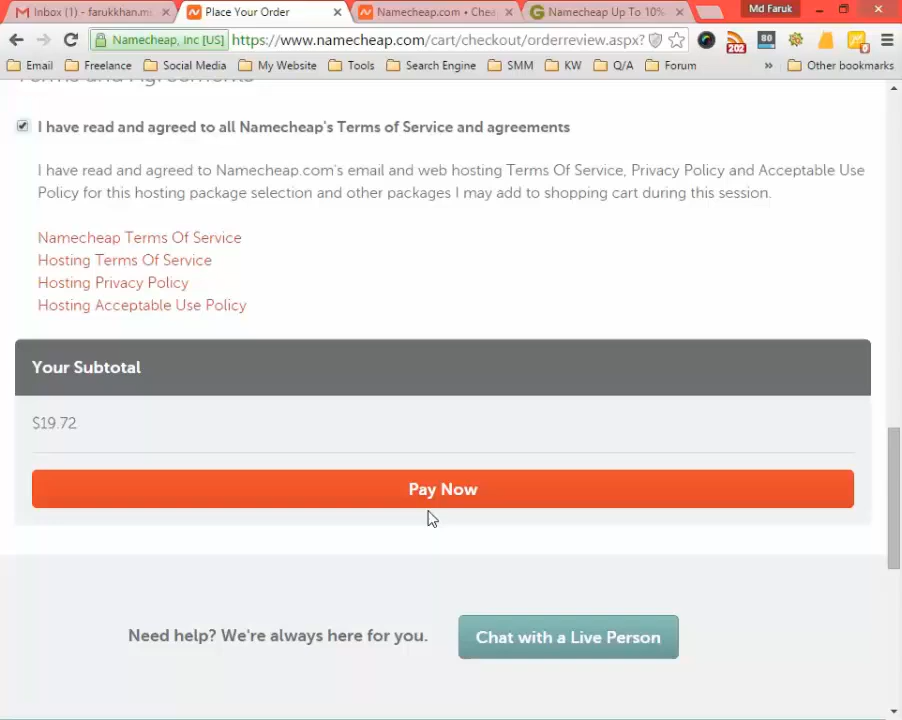 Md Faruk
Inbox (1) - farukkhan.m
Place Your Order
Namecheap.com • Chea
Namecheap Up To 10%
Namecheap, Inc [US]
https://www.namecheap.com/cart/checkout/orderreview.aspx?
202
80
Email
Freelance
Social Media
My Website
Tools
Search Engine
SMM
KW
Q/A
Forum
»
Other bookmarks
Terms and Agreements
I have read and agreed to all Namecheap's Terms of Service and agreements
I have read and agreed to Namecheap.com's email and web hosting Terms Of Service, Privacy Policy and Acceptable Use
Policy for this hosting package selection and other packages I may add to shopping cart during this session.
Namecheap Terms Of Service
Hosting Terms Of Service
Hosting Privacy Policy
Hosting Acceptable Use Policy
Your Subtotal
$19.72
Pay Now
Need help? We're always here for you.
Chat with a Live Person